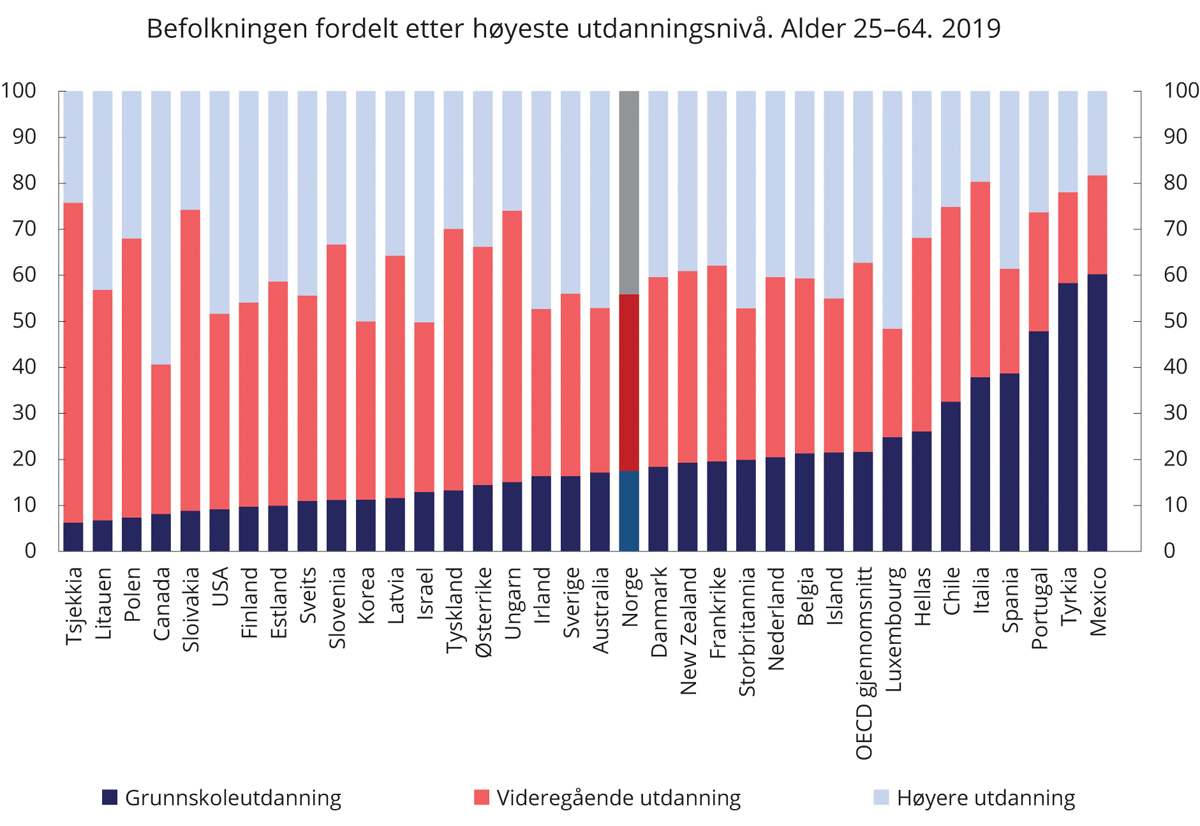 Befolkningen fordelt etter høyeste utdanningsnivå. Alder 25–64. 2019
100 100
90 90
80 80
70 70
60 60
50 50
40 40
30 30
20 20
10 10
0 0
Tsjekkia
Litauen
Polen
Canada
Sloivakia
USA
Finland
Estland
Sveits
Slovenia
Korea
Latvia
Israel
Tyskland
Østerrike
Ungarn
Irland
Sverige
Australia
Norge
Danmark
New Zealand
Frankrike
Storbritannia
Nederland
Belgia
Island
OECD gjennomsnitt
Luxembourg
Hellas
Chile
Italia
Spania
Portugal
Tyrkia
Mexico
Grunnskoleutdanning Videregående utdanning Høyere utdanning